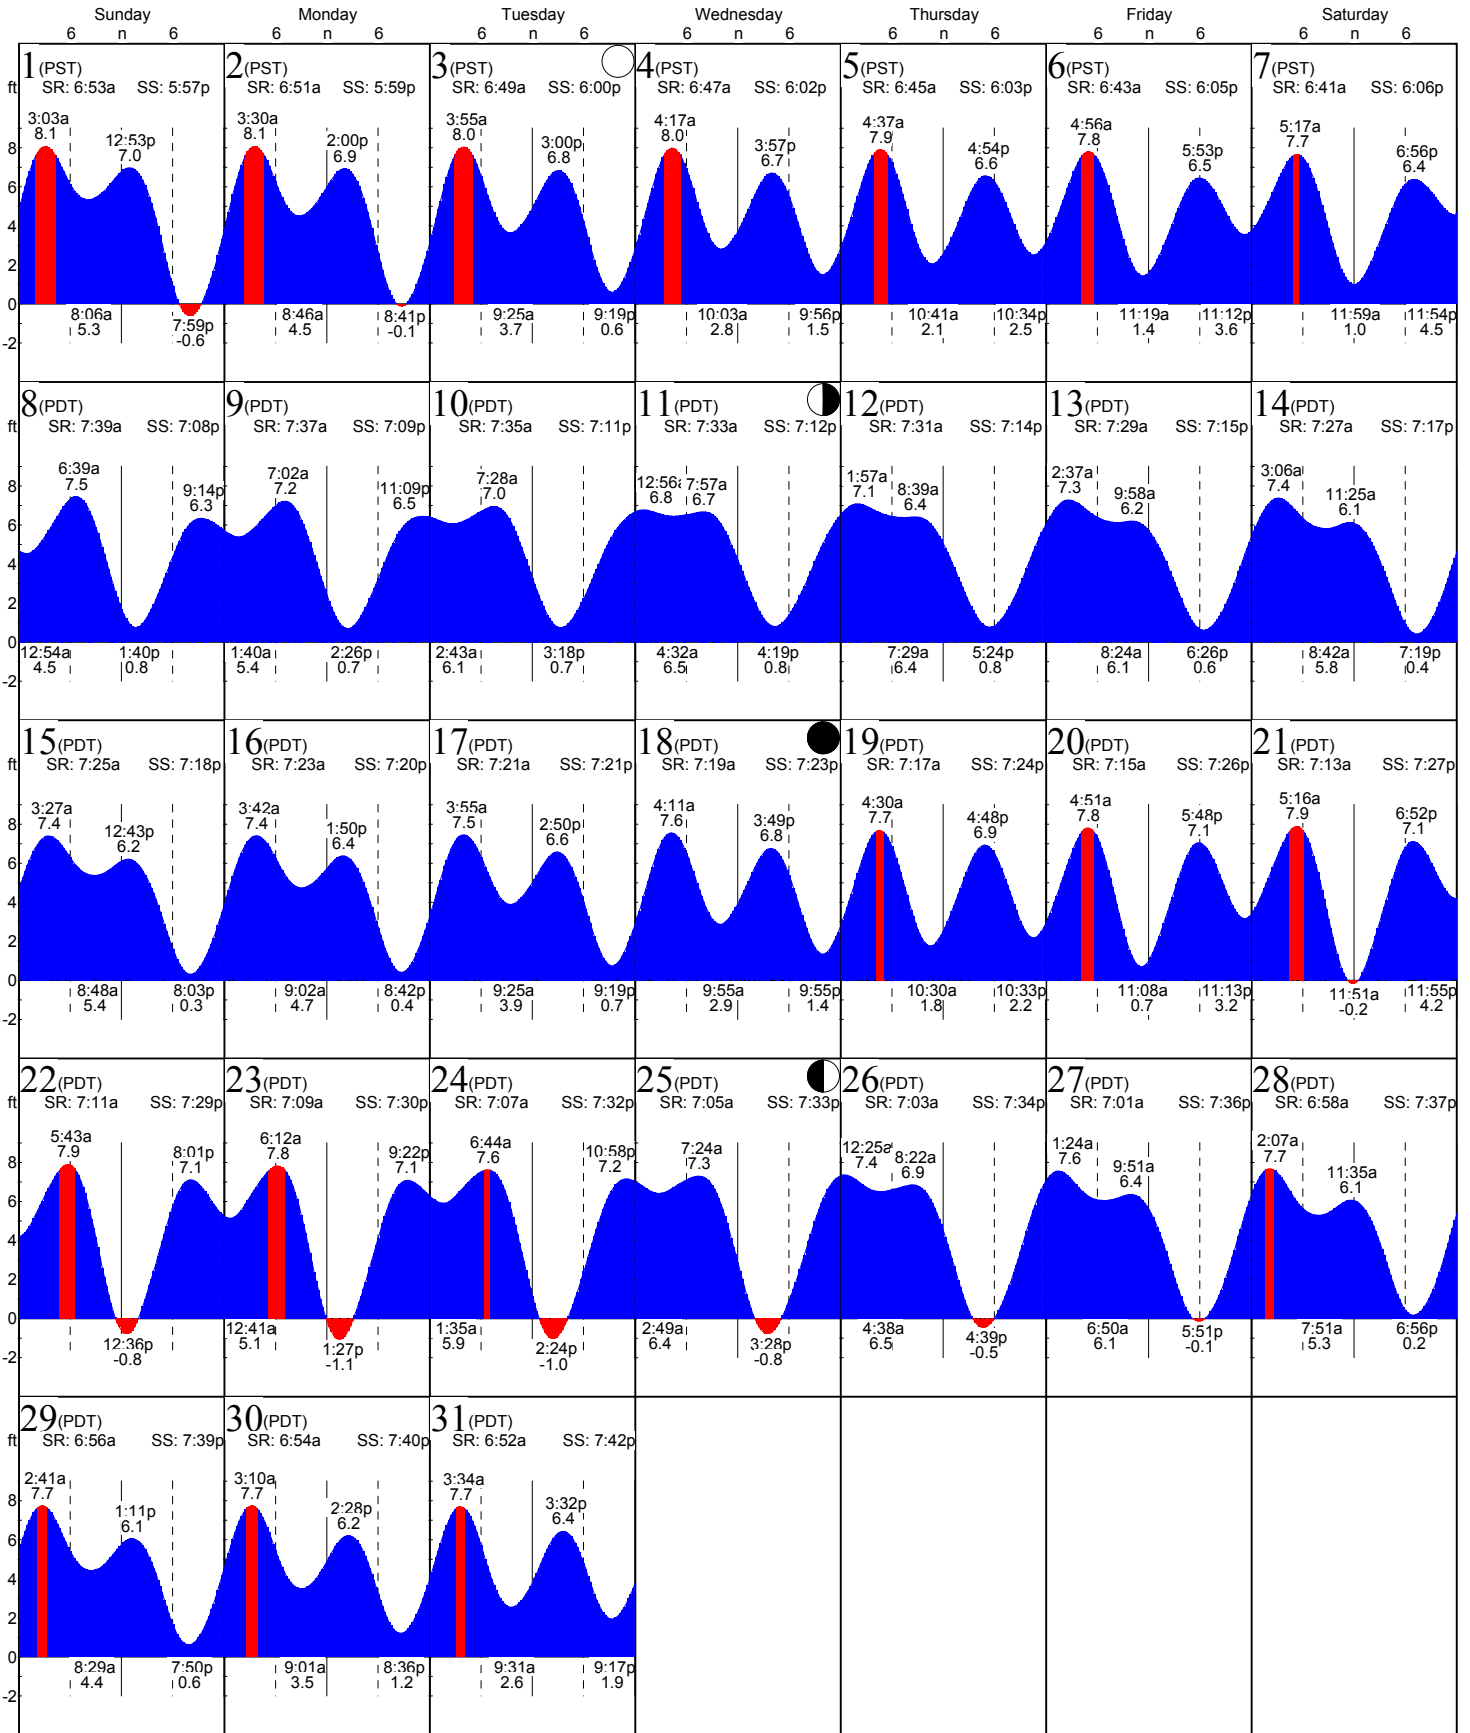 Sunday Monday Tuesday Wednesday Thursday Friday Saturday
6 n 6 6 n 6 6 n 6 6 n 6 6 n 6 6 n 6 6 n 6
1 (PST) 2 (PST) 3 (PST) 4 (PST) 5 (PST) 6 (PST) 7 (PST)
ft SR: 6:53a SS: 5:57p SR: 6:51a SS: 5:59p SR: 6:49a SS: 6:00p SR: 6:47a SS: 6:02p SR: 6:45a SS: 6:03p SR: 6:43a SS: 6:05p SR: 6:41a SS: 6:06p
3:03a 12:53p 3:30a 2:00p 3:55a 3:00p 4:17a 3:57p 4:37a 4:54p 4:56a 5:53p 5:17a 6:56p
8.1 7.0 8.1 6.9 8.0 6.8 8.0 6.7 7.9 6.6 7.8 6.5 7.7 6.4
8
6
4
2
0
8:06a 7:59p 8:46a 8:41p 9:25a 9:19p 10:03a 9:56p 10:41a 10:34p 11:19a 11:12p 11:59a 11:54p
5.3 -0.6 4.5 -0.1 3.7 0.6 2.8 1.5 2.1 2.5 1.4 3.6 1.0 4.5
-2
8 (PDT) 9 (PDT) 10 (PDT) 11 (PDT) 12 (PDT) 13 (PDT) 14 (PDT)
ft SR: 7:39a SS: 7:08p SR: 7:37a SS: 7:09p SR: 7:35a SS: 7:11p SR: 7:33a SS: 7:12p SR: 7:31a SS: 7:14p SR: 7:29a SS: 7:15p SR: 7:27a SS: 7:17p
6:39a 9:14p 7:02a 11:09p 7:28a 12:56a 7:57a 1:57a 8:39a 2:37a 9:58a 3:06a 11:25a
7.5 6.3 7.2 6.5 7.0 6.8 6.7 7.1 6.4 7.3 6.2 7.4 6.1
8
6
4
2
0
12:54a 1:40p 1:40a 2:26p 2:43a 3:18p 4:32a 4:19p 7:29a 5:24p 8:24a 6:26p 8:42a 7:19p
4.5 0.8 5.4 0.7 6.1 0.7 6.5 0.8 6.4 0.8 6.1 0.6 5.8 0.4
-2
15 (PDT) 16 (PDT) 17 (PDT) 18 (PDT) 19 (PDT) 20 (PDT) 21 (PDT)
ft SR: 7:25a SS: 7:18p SR: 7:23a SS: 7:20p SR: 7:21a SS: 7:21p SR: 7:19a SS: 7:23p SR: 7:17a SS: 7:24p SR: 7:15a SS: 7:26p SR: 7:13a SS: 7:27p
3:27a 12:43p 3:42a 1:50p 3:55a 2:50p 4:11a 3:49p 4:30a 4:48p 4:51a 5:48p 5:16a 6:52p
7.4 6.2 7.4 6.4 7.5 6.6 7.6 6.8 7.7 6.9 7.8 7.1 7.9 7.1
8
6
4
2
0
8:48a 8:03p 9:02a 8:42p 9:25a 9:19p 9:55a 9:55p 10:30a 10:33p 11:08a 11:13p 11:51a 11:55p
5.4 0.3 4.7 0.4 3.9 0.7 2.9 1.4 1.8 2.2 0.7 3.2 -0.2 4.2
-2
22 (PDT) 23 (PDT) 24 (PDT) 25 (PDT) 26 (PDT) 27 (PDT) 28 (PDT)
ft SR: 7:11a SS: 7:29p SR: 7:09a SS: 7:30p SR: 7:07a SS: 7:32p SR: 7:05a SS: 7:33p SR: 7:03a SS: 7:34p SR: 7:01a SS: 7:36p SR: 6:58a SS: 7:37p
5:43a 8:01p 6:12a 9:22p 6:44a 10:58p 7:24a 12:25a 8:22a 1:24a 9:51a 2:07a 11:35a
7.9 7.1 7.8 7.1 7.6 7.2 7.3 7.4 6.9 7.6 6.4 7.7 6.1
8
6
4
2
0
12:36p 12:41a 1:27p 1:35a 2:24p 2:49a 3:28p 4:38a 4:39p 6:50a 5:51p 7:51a 6:56p
-0.8 5.1 -1.1 5.9 -1.0 6.4 -0.8 6.5 -0.5 6.1 -0.1 5.3 0.2
-2
29 (PDT) 30 (PDT) 31 (PDT)
ft SR: 6:56a SS: 7:39p SR: 6:54a SS: 7:40p SR: 6:52a SS: 7:42p
2:41a 1:11p 3:10a 2:28p 3:34a 3:32p
7.7 6.1 7.7 6.2 7.7 6.4
8
6
4
2
0
8:29a 7:50p 9:01a 8:36p 9:31a 9:17p
4.4 0.6 3.5 1.2 2.6 1.9
-2